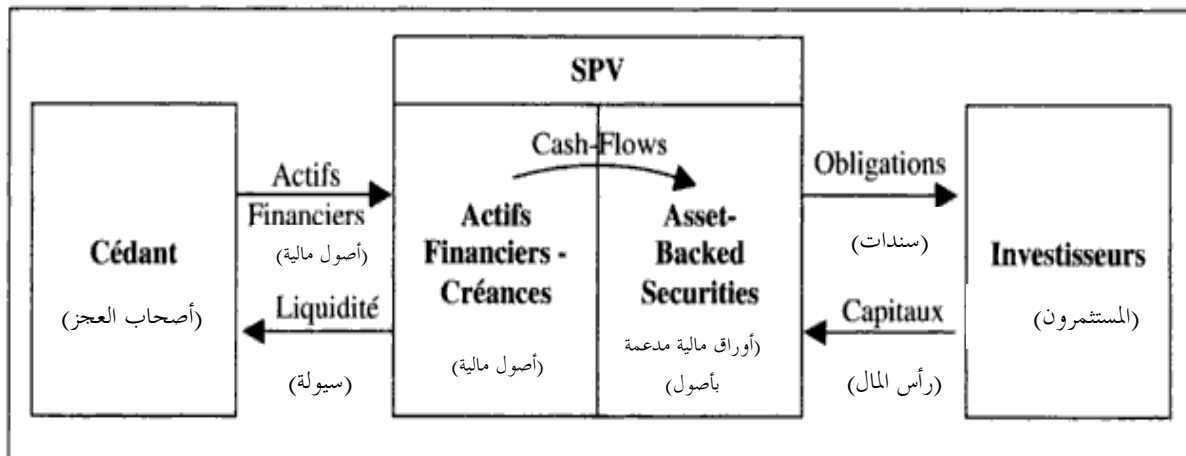 SPV
Cash-Flows
Cédant
(أصحاب العجز)
Actifs
Financiers
(أصول مالية)
Liquidité
(سيولة)
Actifs
Financiers -
Créances
(أصول مالية)
Asset-
Backed
Securities
(أوراق مالية مدعمة
بأصول)
Obligations
(سندات)
Capitaux
(رأس المال)
Investisseurs
(المستثمرون)